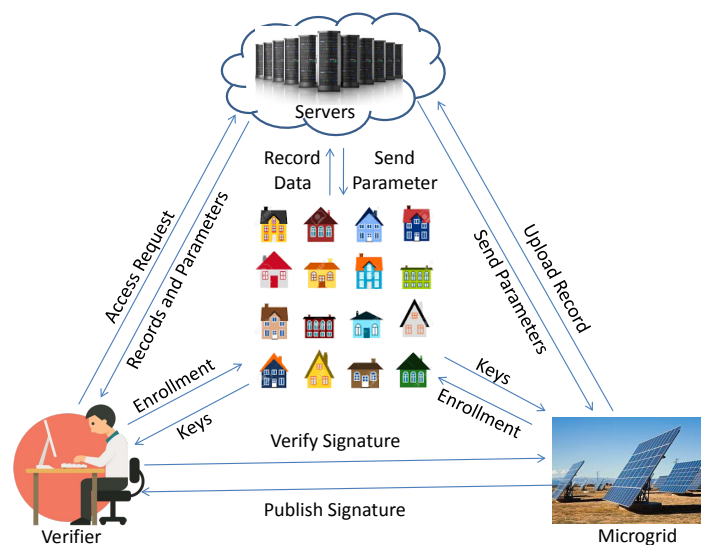 Servers
Record
Data
Send
Parameter
Access Request
Records and Parameters
Send Parameters
Upload Record
Enrollment
Keys
Keys
Enrollment
Verify Signature
Publish Signature
Verifier
Microgrid